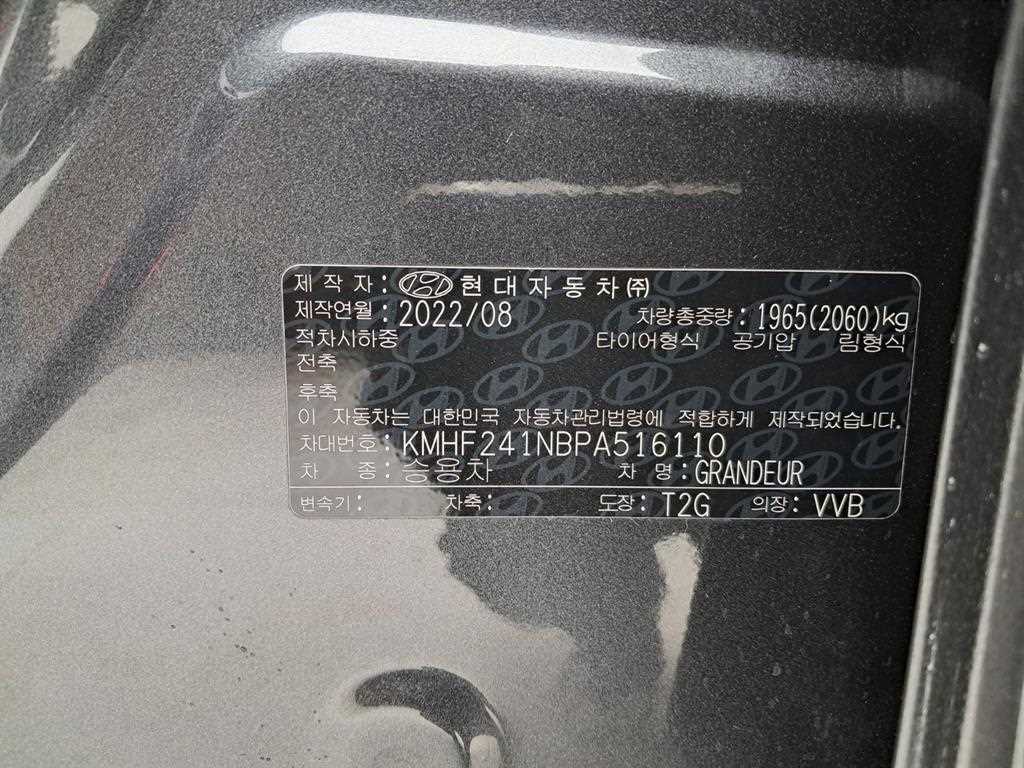 제 작 자 : 현대자동차㈜
제작연월 : 2022/08 차량총중량 : 1965(2060)kg
적차시하중 타이어형식 공기압 림형식
전축
후축
이 자동차는 대한민국 자동차관리법령에 적합하게 제작되었습니다.
차대번호 : KMHF241NBPA516110
차 종 : 승용차 차 명 : GRANDEUR
변속기 : 차축 : 도장 : T2G 의장 : VVB